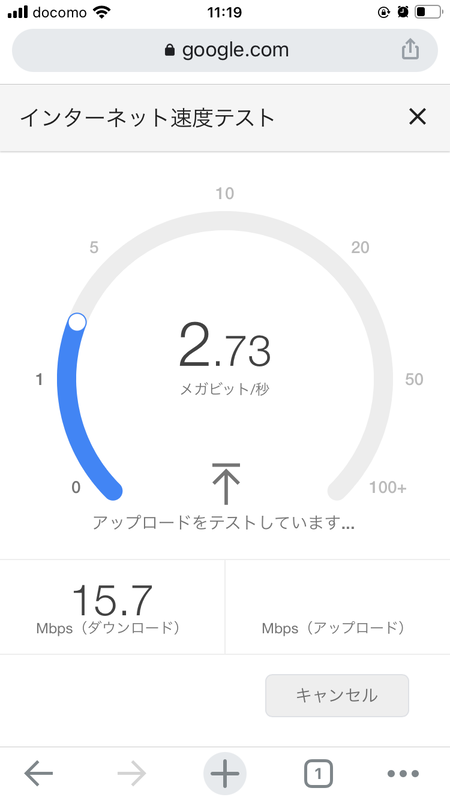 docomo 11:19
google.com
インターネット速度テスト
10
5
20
2.73
1
50
メガビット/秒
0
100+
アップロードをテストしています...
15.7
Mbps（ダウンロード）
Mbps（アップロード）
キャンセル
1